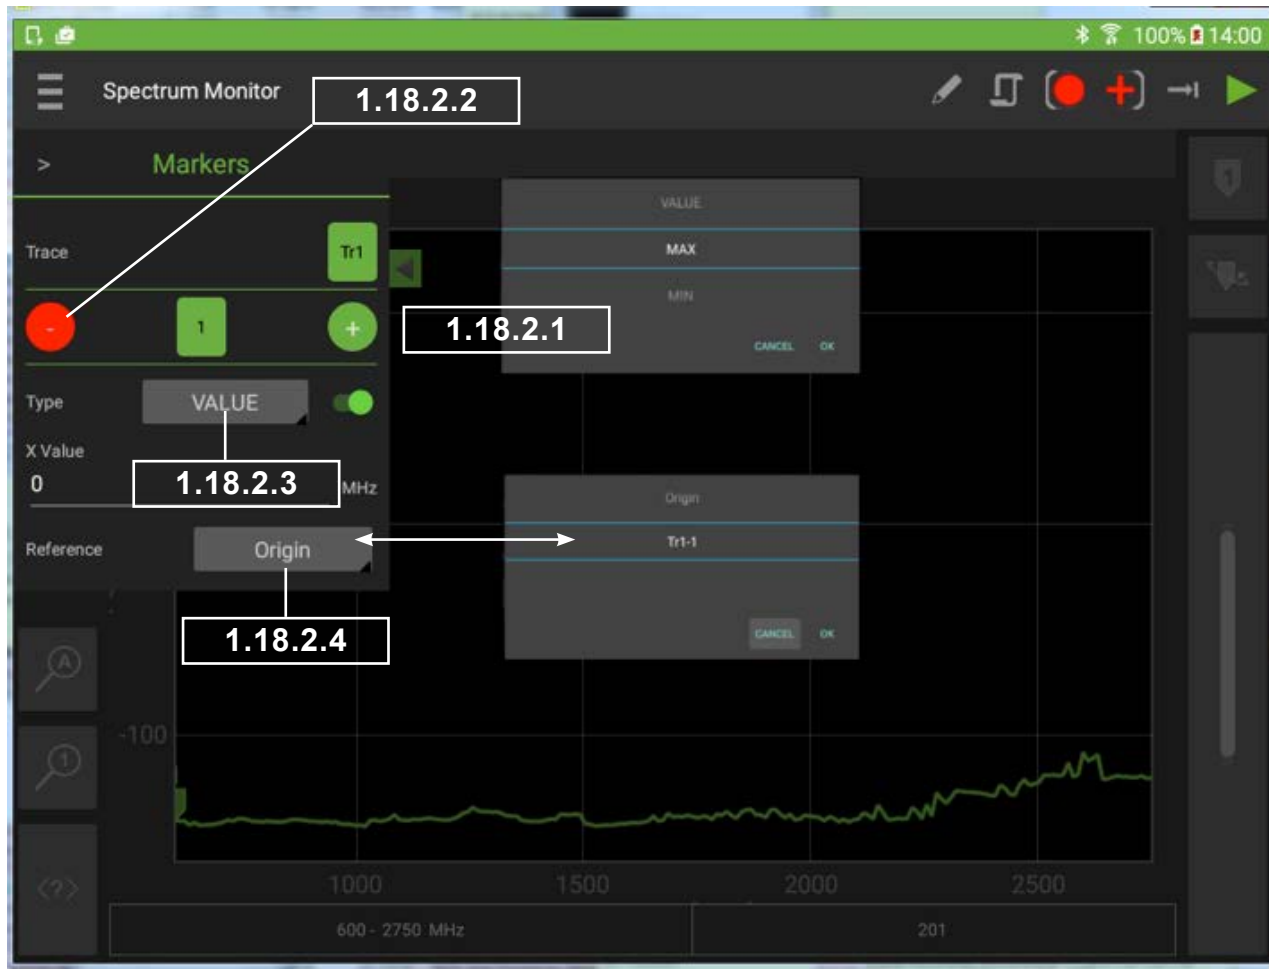 100% 14:00
Spectrum Monitor
1.18.2.2
> Markers
1
VALUE
Trace
Tr1
MAX
MIN
- 1 +
1.18.2.1
CANCEL OK
Type VALUE
X Value
0
1.18.2.3
MHz
Origin
Reference Origin
Tr1-1
1.18.2.4
CANCEL OK
A
-100
1
1000 1500 2000 2500
<?>
600 - 2750 MHz
201